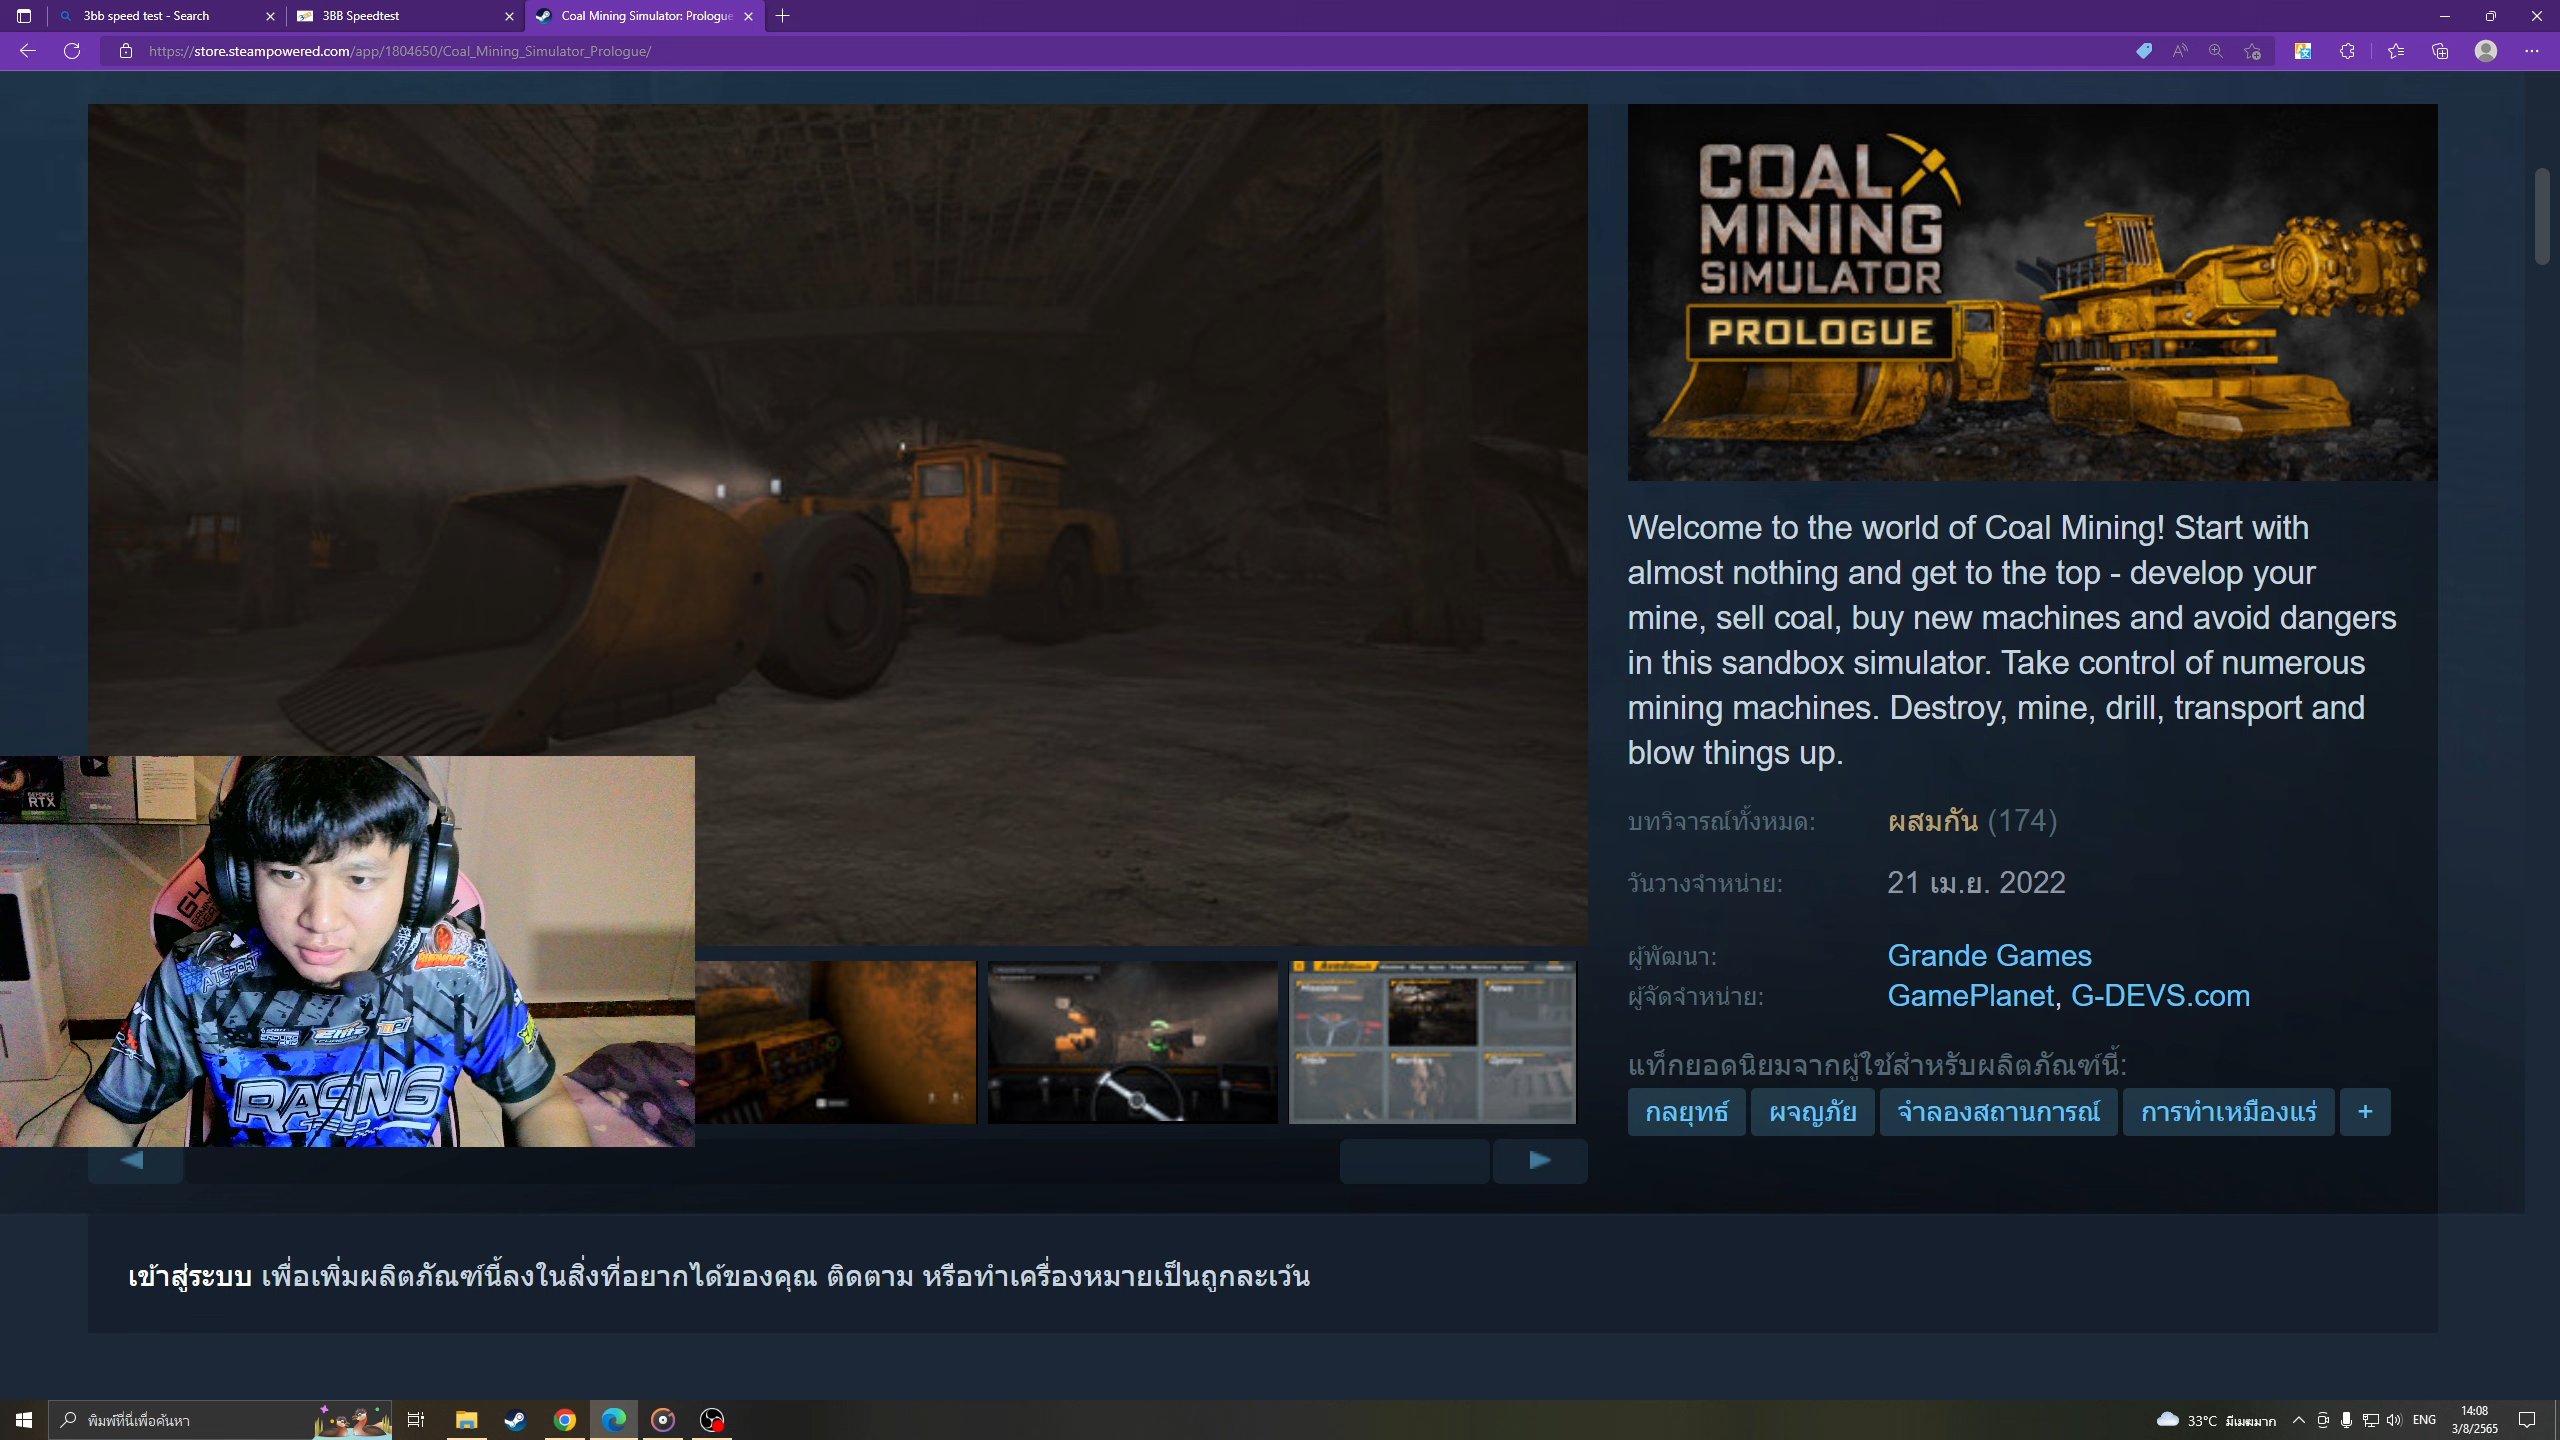 3bb speed test - Search
3BB Speedtest
Coal Mining Simulator: Prologue
https://store.steampowered.com/app/1804650/Coal_Mining_Simulator_Prologue/
COAL
MINING
SIMULATOR
PROLOGUE
Welcome to the world of Coal Mining! Start with
almost nothing and get to the top - develop your
mine, sell coal, buy new machines and avoid dangers
in this sandbox simulator. Take control of numerous
mining machines. Destroy, mine, drill, transport and
blow things up.
บทวิจารณ์ทั้งหมด: ผสมกัน (174)
วันวางจำหน่าย: 21 เม.ย. 2022
ผู้พัฒนา: Grande Games
ผู้จัดจำหน่าย: GamePlanet, G-DEVS.com
แท็กยอดนิยมจากผู้ใช้สำหรับผลิตภัณฑ์นี้:
กลยุทธ์ ผจญภัย จำลองสถานการณ์ การทำเหมืองแร่ +
GEFORCE
RTX
G4
RACING
SPEED
เข้าสู่ระบบ เพื่อเพิ่มผลิตภัณฑ์นี้ลงในสิ่งที่อยากได้ของคุณ ติดตาม หรือทำเครื่องหมายเป็นถูกละเว้น
พิมพ์ที่นี่เพื่อค้นหา
33°C มีเมฆมาก
ENG
14:08
3/8/2565